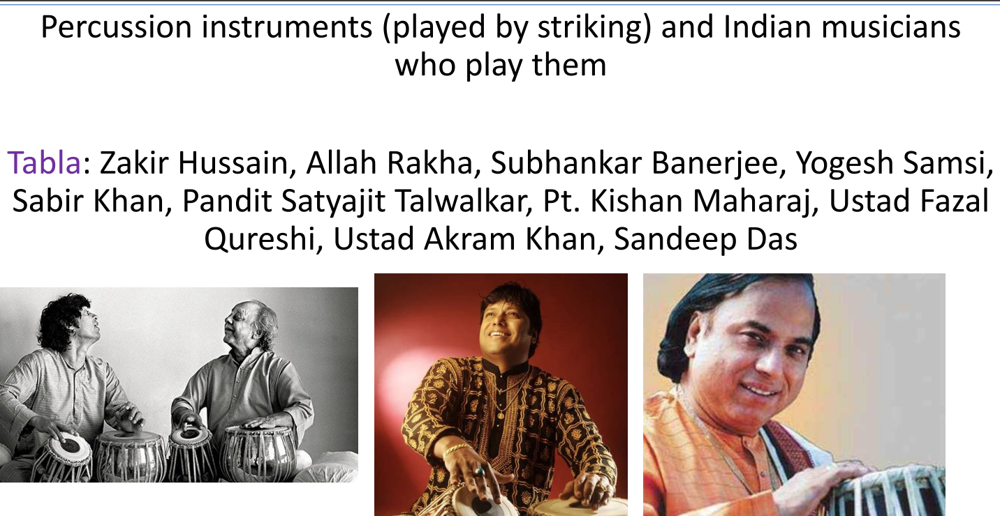 Percussion instruments (played by striking) and Indian musicians
who play them
Tabla: Zakir Hussain, Allah Rakha, Subhankar Banerjee, Yogesh Samsi,
Sabir Khan, Pandit Satyajit Talwalkar, Pt. Kishan Maharaj, Ustad Fazal
Qureshi, Ustad Akram Khan, Sandeep Das